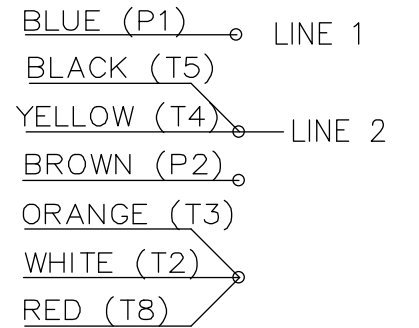 BLUE (P1) LINE 1
BLACK (T5)
YELLOW (T4) LINE 2
BROWN (P2)
ORANGE (T3)
WHITE (T2)
RED (T8)